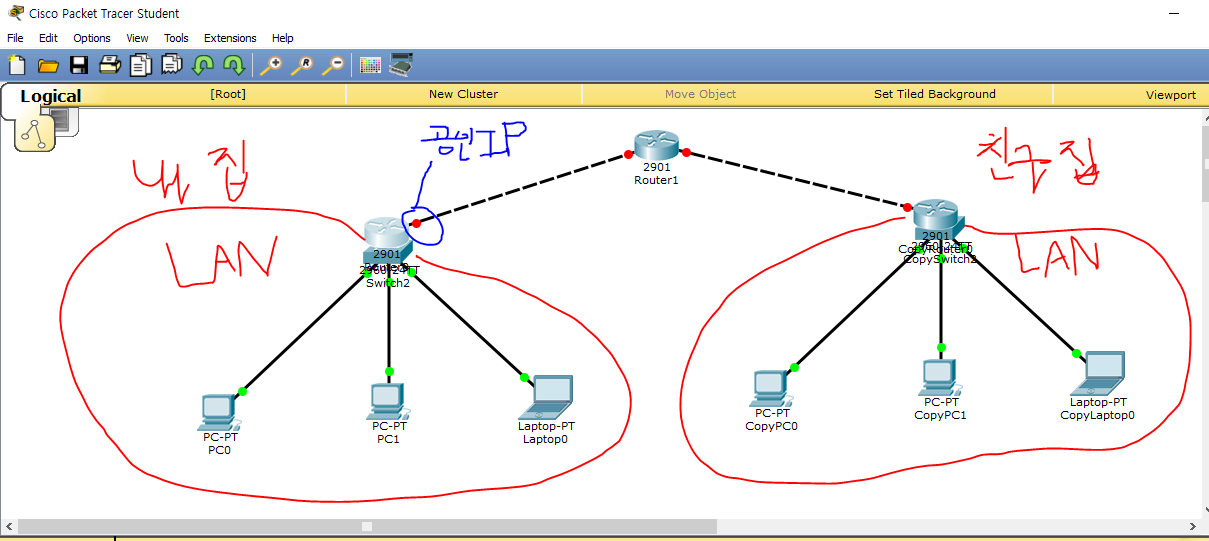 Cisco Packet Tracer Student
File Edit Options View Tools Extensions Help
Logical [Root] New Cluster Move Object Set Tiled Background Viewport
공인IP
내 집
친구집
LAN
LAN
2901
Router1
2901
Switch2
2901
CopyRouter0
CopySwitch2
PC-PT
PC0
PC-PT
PC1
Laptop-PT
Laptop0
PC-PT
CopyPC0
PC-PT
CopyPC1
Laptop-PT
CopyLaptop0